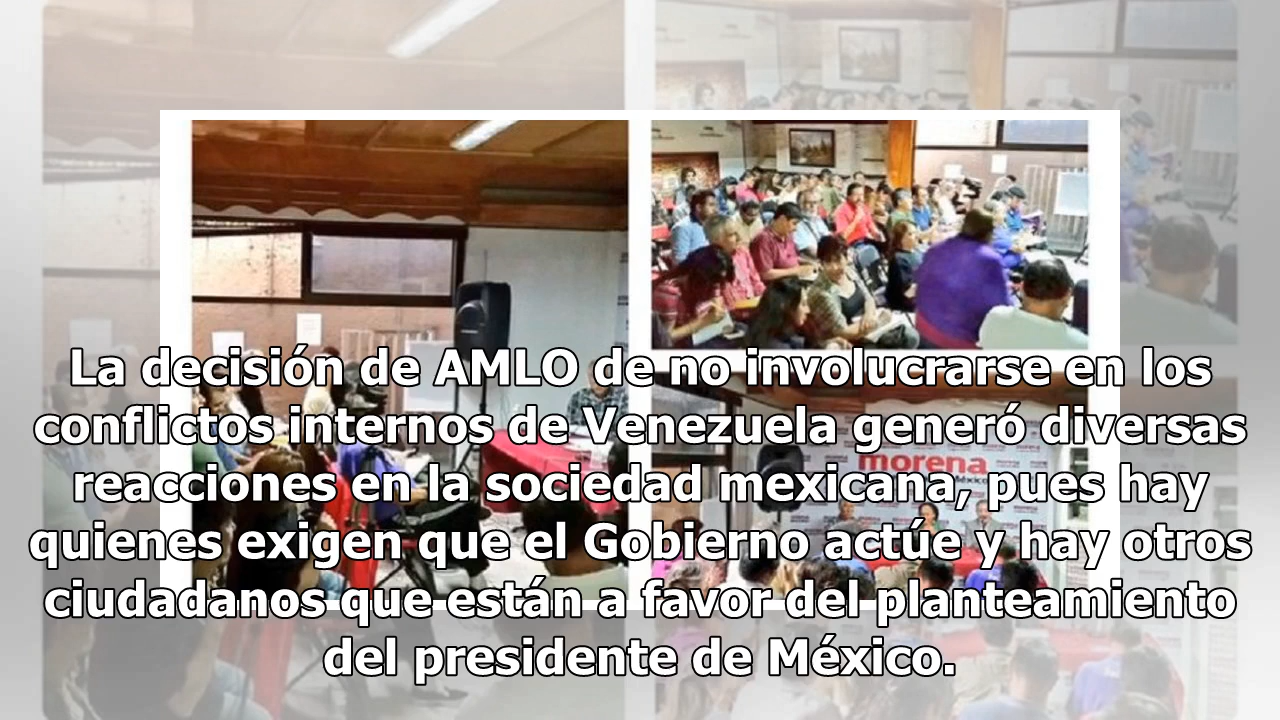 morena
México
La decisión de AMLO de no involucrarse en los
conflictos internos de Venezuela generó diversas
reacciones en la sociedad mexicana, pues hay
quienes exigen que el Gobierno actúe y hay otros
ciudadanos que están a favor del planteamiento
del presidente de México.